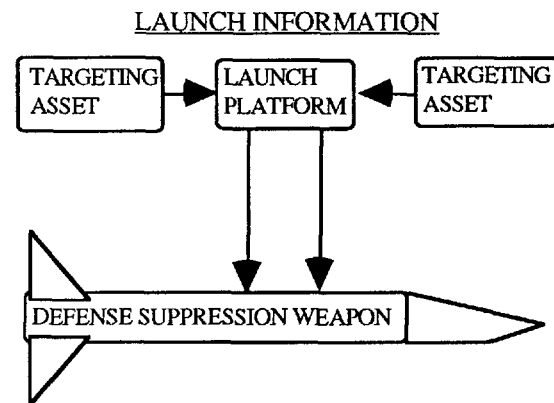 LAUNCH INFORMATION
TARGETING
ASSET
LAUNCH
PLATFORM
TARGETING
ASSET
DEFENSE SUPPRESSION WEAPON